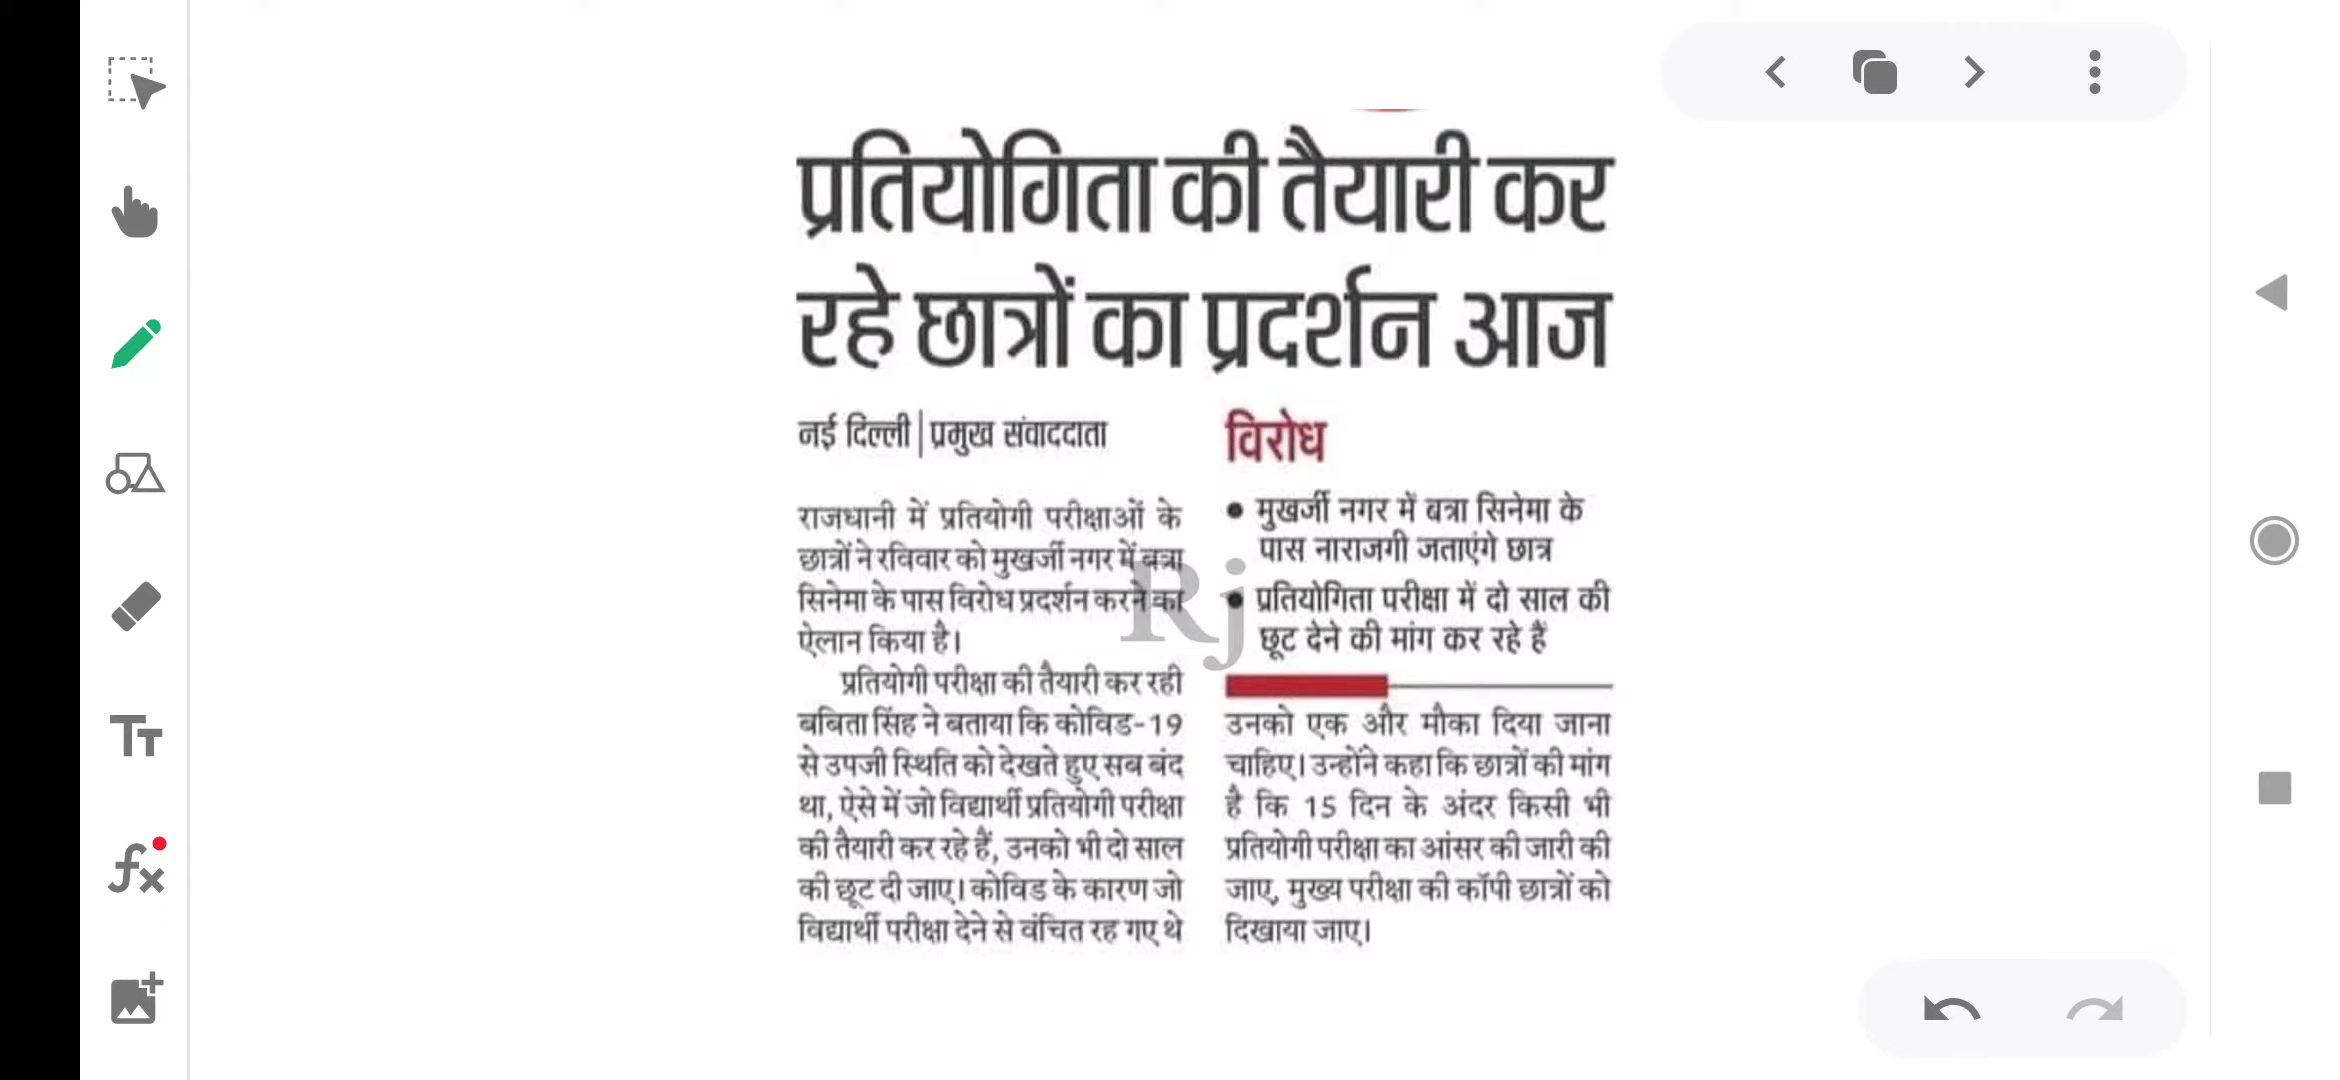 प्रतियोगिता की तैयारी कर
रहे छात्रों का प्रदर्शन आज
नई दिल्ली | प्रमुख संवाददाता
राजधानी में प्रतियोगी परीक्षाओं के
छात्रों ने रविवार को मुखर्जी नगर में बत्रा
सिनेमा के पास विरोध प्रदर्शन करने का
ऐलान किया है।
प्रतियोगी परीक्षा की तैयारी कर रही
बबिता सिंह ने बताया कि कोविड-19
से उपजी स्थिति को देखते हुए सब बंद
था, ऐसे में जो विद्यार्थी प्रतियोगी परीक्षा
की तैयारी कर रहे हैं, उनको भी दो साल
की छूट दी जाए। कोविड के कारण जो
विद्यार्थी परीक्षा देने से वंचित रह गए थे
विरोध
• मुखर्जी नगर में बत्रा सिनेमा के
पास नाराजगी जताएंगे छात्र
• प्रतियोगिता परीक्षा में दो साल की
छूट देने की मांग कर रहे हैं
उनको एक और मौका दिया जाना
चाहिए। उन्होंने कहा कि छात्रों की मांग
है कि 15 दिन के अंदर किसी भी
प्रतियोगी परीक्षा का आंसर की जारी की
जाए, मुख्य परीक्षा की कॉपी छात्रों को
दिखाया जाए।
Rj
Tт
fx